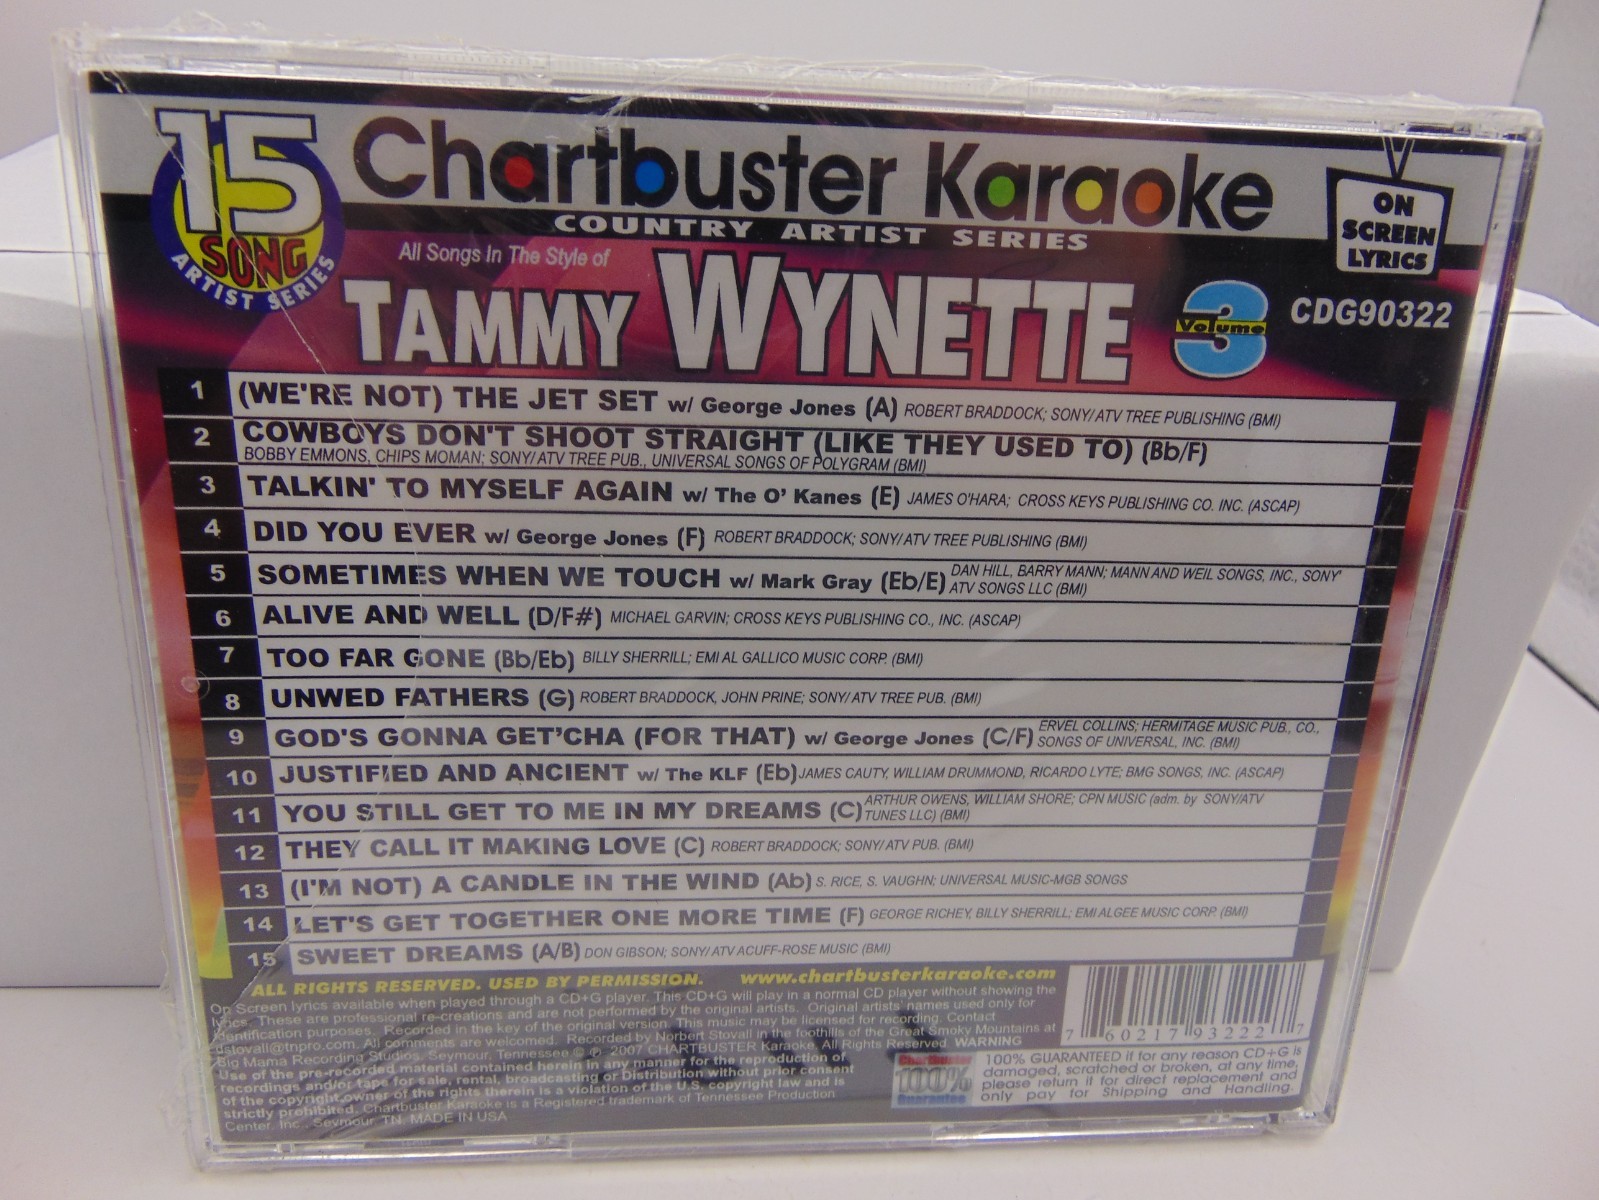 15
SONG
ARTIST SERIES
Chartbuster Karaoke
COUNTRY ARTIST SERIES
ON
SCREEN
LYRICS
All Songs In The Style of
TAMMY WYNETTE
Volume 3
CDG90322
1 (WE'RE NOT) THE JET SET w/ George Jones (A) ROBERT BRADDOCK; SONY/ATV TREE PUBLISHING (BMI)
2 COWBOYS DON'T SHOOT STRAIGHT (LIKE THEY USED TO) (Bb/F)
BOBBY EMMONS, CHIPS MOMAN; SONY/ATV TREE PUB., UNIVERSAL SONGS OF POLYGRAM (BMI)
3 TALKIN' TO MYSELF AGAIN w/ The O' Kanes (E) JAMES O'HARA; CROSS KEYS PUBLISHING CO. INC. (ASCAP)
4 DID YOU EVER w/ George Jones (F) ROBERT BRADDOCK; SONY/ATV TREE PUBLISHING (BMI)
5 SOMETIMES WHEN WE TOUCH w/ Mark Gray (Eb/E) DAN HILL, BARRY MANN; MANN AND WEIL SONGS, INC., SONY'
ATV SONGS LLC (BMI)
6 ALIVE AND WELL (D/F#) MICHAEL GARVIN; CROSS KEYS PUBLISHING CO., INC. (ASCAP)
7 TOO FAR GONE (Bb/Eb) BILLY SHERRILL; EMI AL GALLICO MUSIC CORP. (BMI)
8 UNWED FATHERS (G) ROBERT BRADDOCK, JOHN PRINE; SONY/ATV TREE PUB. (BMI)
9 GOD'S GONNA GET'CHA (FOR THAT) w/ George Jones (C/F) ERVEL COLLINS; HERMITAGE MUSIC PUB., CO.,
SONGS OF UNIVERSAL, INC. (BMI)
10 JUSTIFIED AND ANCIENT w/ The KLF (Eb) JAMES CAUTY, WILLIAM DRUMMOND, RICARDO LYTE; BMG SONGS, INC. (ASCAP)
11 YOU STILL GET TO ME IN MY DREAMS (C) ARTHUR OWENS, WILLIAM SHORE; CPN MUSIC (adm. by SONY/ATV
TUNES LLC) (BMI)
12 THEY CALL IT MAKING LOVE (C) ROBERT BRADDOCK; SONY/ATV PUB. (BMI)
13 (I'M NOT) A CANDLE IN THE WIND (Ab) S. RICE, S. VAUGHN; UNIVERSAL MUSIC-MGB SONGS
14 LET'S GET TOGETHER ONE MORE TIME (F) GEORGE RICHEY, BILLY SHERRILL; EMI ALGEE MUSIC CORP. (BMI)
15 SWEET DREAMS (A/B) DON GIBSON; SONY/ATV ACUFF-ROSE MUSIC (BMI)
ALL RIGHTS RESERVED. USED BY PERMISSION. www.chartbusterkaraoke.com
On Screen lyrics available when played through a CD+G player. This CD+G will play in a normal CD player without showing the
lyrics. These are professional re-creations and are not performed by the original artists. Original artists' names used only for
identification purposes. Recorded in the key of the original version. This music may be licensed for recording. Contact
dstovall@tnpro.com. All comments are welcomed. Recorded by Norbert Stovall in the foothills of the Great Smoky Mountains at
Big Mama Recording Studios, Seymour, Tennessee © ℗ 2007 CHARTBUSTER Karaoke, All Rights Reserved. WARNING
Use of the pre-recorded material contained herein in any manner for the reproduction of
recordings and/or tape for sale, rental, broadcasting or Distribution without prior consent
of the copyright owner of the rights therein is a violation of the U.S. copyright law and is
strictly prohibited. Chartbuster Karaoke is a Registered trademark of Tennessee Production
Center, Inc., Seymour, TN. MADE IN USA
7 60217 93222 7
Chartbuster
100%
Guarantee
100% GUARANTEED if for any reason CD+G is
damaged, scratched or broken, at any time,
please return it for direct replacement and
only pay for Shipping and Handling.